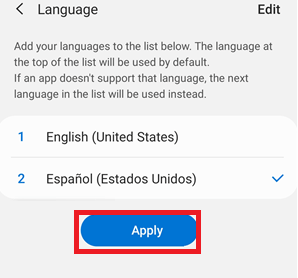 Language
Edit
Add your languages to the list below. The language at
the top of the list will be used by default.
If an app doesn't support that language, the next
language in the list will be used instead.
1 English (United States)
2 Español (Estados Unidos)
Apply